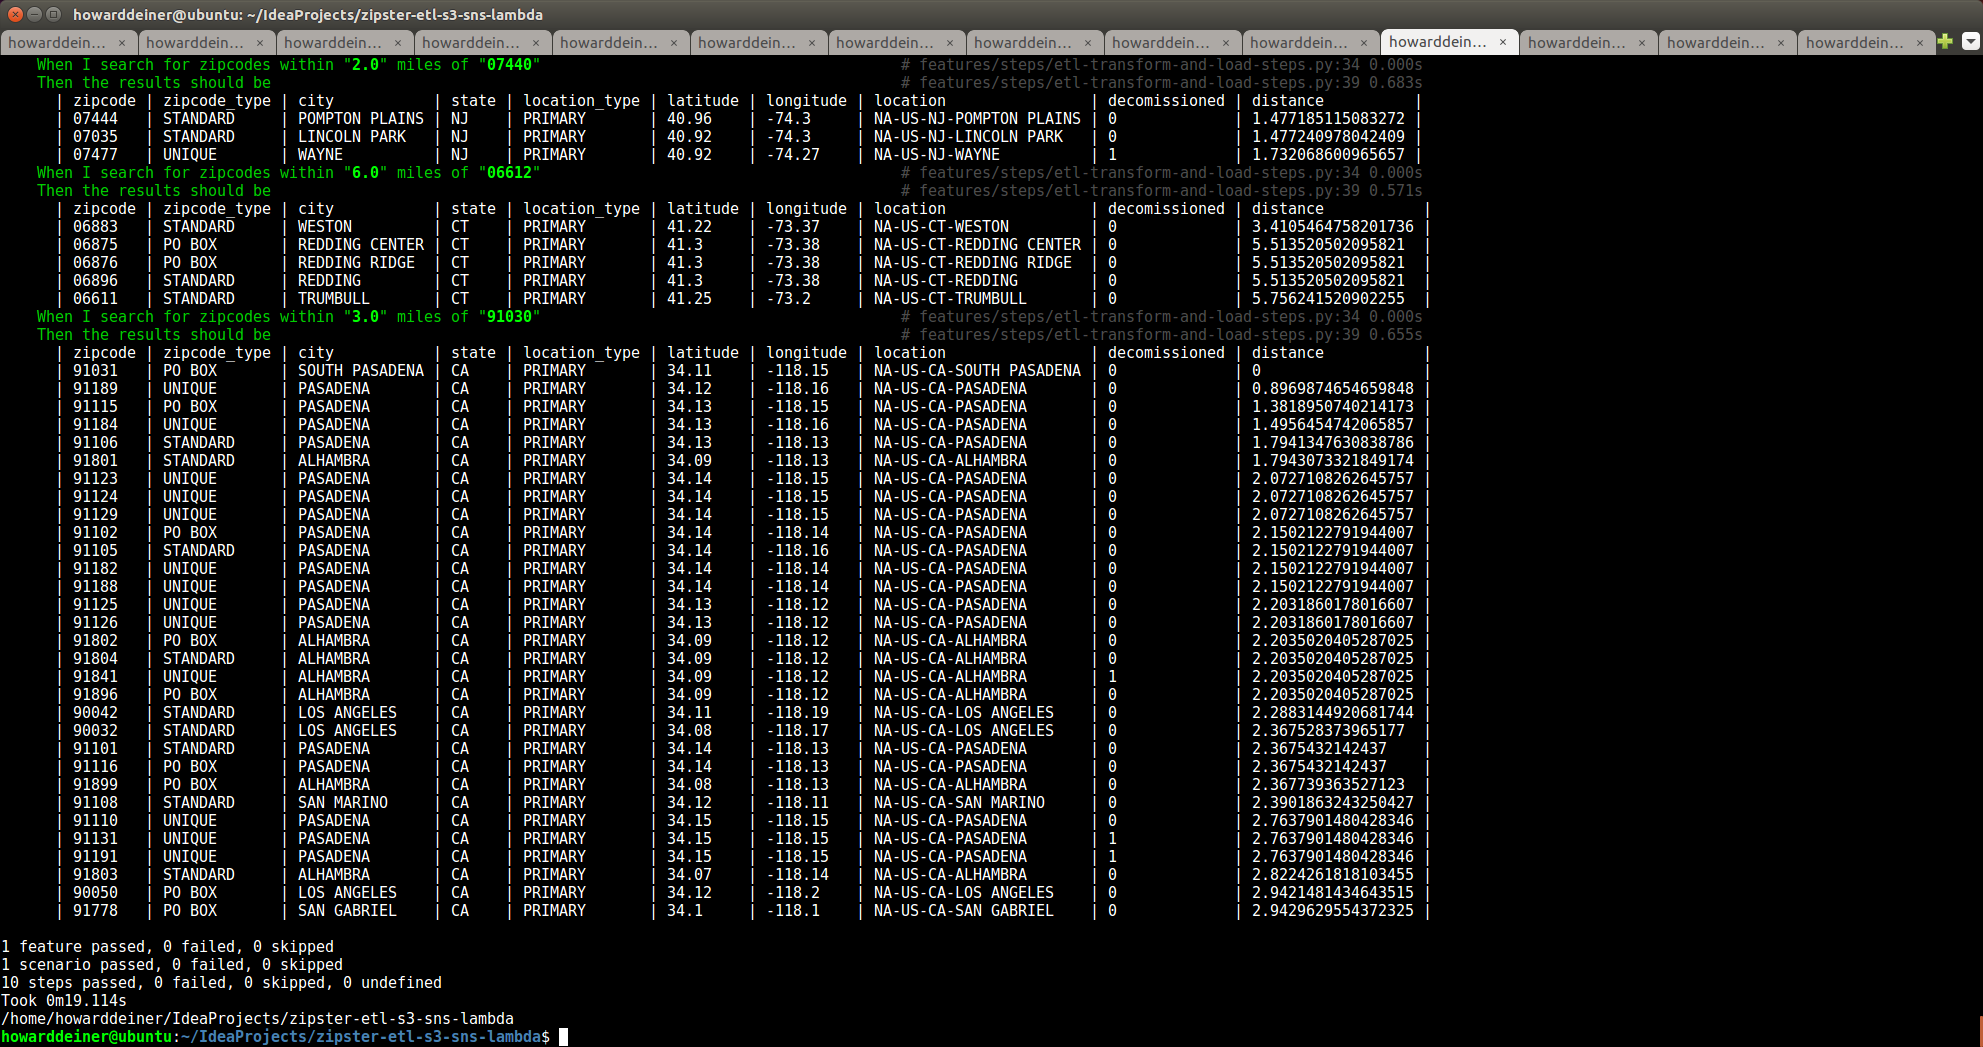 howarddeiner@ubuntu: ~/IdeaProjects/zipster-etl-s3-sns-lambda
howarddein... × howarddein... × howarddein... × howarddein... × howarddein... × howarddein... × howarddein... × howarddein... × howarddein... × howarddein... × howarddein... × howarddein... × howarddein... × howarddein... ×
When I search for zipcodes within "2.0" miles of "07440" # features/steps/etl-transform-and-load-steps.py:34 0.000s
Then the results should be # features/steps/etl-transform-and-load-steps.py:39 0.683s
| zipcode | zipcode_type | city | state | location_type | latitude | longitude | location | decomissioned | distance |
| 07444 | STANDARD | POMPTON PLAINS | NJ | PRIMARY | 40.96 | -74.3 | NA-US-NJ-POMPTON PLAINS | 0 | 1.477185115083272 |
| 07035 | STANDARD | LINCOLN PARK | NJ | PRIMARY | 40.92 | -74.3 | NA-US-NJ-LINCOLN PARK | 0 | 1.477240978042409 |
| 07477 | UNIQUE | WAYNE | NJ | PRIMARY | 40.92 | -74.27 | NA-US-NJ-WAYNE | 1 | 1.732068600965657 |
When I search for zipcodes within "6.0" miles of "06612" # features/steps/etl-transform-and-load-steps.py:34 0.000s
Then the results should be # features/steps/etl-transform-and-load-steps.py:39 0.571s
| zipcode | zipcode_type | city | state | location_type | latitude | longitude | location | decomissioned | distance |
| 06883 | STANDARD | WESTON | CT | PRIMARY | 41.22 | -73.37 | NA-US-CT-WESTON | 0 | 3.4105464758201736 |
| 06875 | PO BOX | REDDING CENTER | CT | PRIMARY | 41.3 | -73.38 | NA-US-CT-REDDING CENTER | 0 | 5.513520502095821 |
| 06876 | PO BOX | REDDING RIDGE | CT | PRIMARY | 41.3 | -73.38 | NA-US-CT-REDDING RIDGE | 0 | 5.513520502095821 |
| 06896 | STANDARD | REDDING | CT | PRIMARY | 41.3 | -73.38 | NA-US-CT-REDDING | 0 | 5.513520502095821 |
| 06611 | STANDARD | TRUMBULL | CT | PRIMARY | 41.25 | -73.2 | NA-US-CT-TRUMBULL | 0 | 5.756241520902255 |
When I search for zipcodes within "3.0" miles of "91030" # features/steps/etl-transform-and-load-steps.py:34 0.000s
Then the results should be # features/steps/etl-transform-and-load-steps.py:39 0.655s
| zipcode | zipcode_type | city | state | location_type | latitude | longitude | location | decomissioned | distance |
| 91031 | PO BOX | SOUTH PASADENA | CA | PRIMARY | 34.11 | -118.15 | NA-US-CA-SOUTH PASADENA | 0 | 0 |
| 91189 | UNIQUE | PASADENA | CA | PRIMARY | 34.12 | -118.16 | NA-US-CA-PASADENA | 0 | 0.8969874654659848 |
| 91115 | PO BOX | PASADENA | CA | PRIMARY | 34.13 | -118.15 | NA-US-CA-PASADENA | 0 | 1.3818950740214173 |
| 91184 | UNIQUE | PASADENA | CA | PRIMARY | 34.13 | -118.16 | NA-US-CA-PASADENA | 0 | 1.4956454742065857 |
| 91106 | STANDARD | PASADENA | CA | PRIMARY | 34.13 | -118.13 | NA-US-CA-PASADENA | 0 | 1.7941347630838786 |
| 91801 | STANDARD | ALHAMBRA | CA | PRIMARY | 34.09 | -118.13 | NA-US-CA-ALHAMBRA | 0 | 1.7943073321849174 |
| 91123 | UNIQUE | PASADENA | CA | PRIMARY | 34.14 | -118.15 | NA-US-CA-PASADENA | 0 | 2.0727108262645757 |
| 91124 | UNIQUE | PASADENA | CA | PRIMARY | 34.14 | -118.15 | NA-US-CA-PASADENA | 0 | 2.0727108262645757 |
| 91129 | UNIQUE | PASADENA | CA | PRIMARY | 34.14 | -118.15 | NA-US-CA-PASADENA | 0 | 2.0727108262645757 |
| 91102 | PO BOX | PASADENA | CA | PRIMARY | 34.14 | -118.14 | NA-US-CA-PASADENA | 0 | 2.1502122791944007 |
| 91105 | STANDARD | PASADENA | CA | PRIMARY | 34.14 | -118.16 | NA-US-CA-PASADENA | 0 | 2.1502122791944007 |
| 91182 | UNIQUE | PASADENA | CA | PRIMARY | 34.14 | -118.14 | NA-US-CA-PASADENA | 0 | 2.1502122791944007 |
| 91188 | UNIQUE | PASADENA | CA | PRIMARY | 34.14 | -118.14 | NA-US-CA-PASADENA | 0 | 2.1502122791944007 |
| 91125 | UNIQUE | PASADENA | CA | PRIMARY | 34.13 | -118.12 | NA-US-CA-PASADENA | 0 | 2.2031860178016607 |
| 91126 | UNIQUE | PASADENA | CA | PRIMARY | 34.13 | -118.12 | NA-US-CA-PASADENA | 0 | 2.2031860178016607 |
| 91802 | PO BOX | ALHAMBRA | CA | PRIMARY | 34.09 | -118.12 | NA-US-CA-ALHAMBRA | 0 | 2.2035020405287025 |
| 91804 | STANDARD | ALHAMBRA | CA | PRIMARY | 34.09 | -118.12 | NA-US-CA-ALHAMBRA | 0 | 2.2035020405287025 |
| 91841 | UNIQUE | ALHAMBRA | CA | PRIMARY | 34.09 | -118.12 | NA-US-CA-ALHAMBRA | 1 | 2.2035020405287025 |
| 91896 | PO BOX | ALHAMBRA | CA | PRIMARY | 34.09 | -118.12 | NA-US-CA-ALHAMBRA | 0 | 2.2035020405287025 |
| 90042 | STANDARD | LOS ANGELES | CA | PRIMARY | 34.11 | -118.19 | NA-US-CA-LOS ANGELES | 0 | 2.2883144920681744 |
| 90032 | STANDARD | LOS ANGELES | CA | PRIMARY | 34.08 | -118.17 | NA-US-CA-LOS ANGELES | 0 | 2.367528373965177 |
| 91101 | STANDARD | PASADENA | CA | PRIMARY | 34.14 | -118.13 | NA-US-CA-PASADENA | 0 | 2.3675432142437 |
| 91116 | PO BOX | PASADENA | CA | PRIMARY | 34.14 | -118.13 | NA-US-CA-PASADENA | 0 | 2.3675432142437 |
| 91899 | PO BOX | ALHAMBRA | CA | PRIMARY | 34.08 | -118.13 | NA-US-CA-ALHAMBRA | 0 | 2.367739363527123 |
| 91108 | STANDARD | SAN MARINO | CA | PRIMARY | 34.12 | -118.11 | NA-US-CA-SAN MARINO | 0 | 2.3901863243250427 |
| 91110 | UNIQUE | PASADENA | CA | PRIMARY | 34.15 | -118.15 | NA-US-CA-PASADENA | 0 | 2.7637901480428346 |
| 91131 | UNIQUE | PASADENA | CA | PRIMARY | 34.15 | -118.15 | NA-US-CA-PASADENA | 1 | 2.7637901480428346 |
| 91191 | UNIQUE | PASADENA | CA | PRIMARY | 34.15 | -118.15 | NA-US-CA-PASADENA | 1 | 2.7637901480428346 |
| 91803 | STANDARD | ALHAMBRA | CA | PRIMARY | 34.07 | -118.14 | NA-US-CA-ALHAMBRA | 0 | 2.8224261818103455 |
| 90050 | PO BOX | LOS ANGELES | CA | PRIMARY | 34.12 | -118.2 | NA-US-CA-LOS ANGELES | 0 | 2.9421481434643515 |
| 91778 | PO BOX | SAN GABRIEL | CA | PRIMARY | 34.1 | -118.1 | NA-US-CA-SAN GABRIEL | 0 | 2.9429629554372325 |
1 feature passed, 0 failed, 0 skipped
1 scenario passed, 0 failed, 0 skipped
10 steps passed, 0 failed, 0 skipped, 0 undefined
Took 0m19.114s
/home/howarddeiner/IdeaProjects/zipster-etl-s3-sns-lambda
howarddeiner@ubuntu:~/IdeaProjects/zipster-etl-s3-sns-lambda$